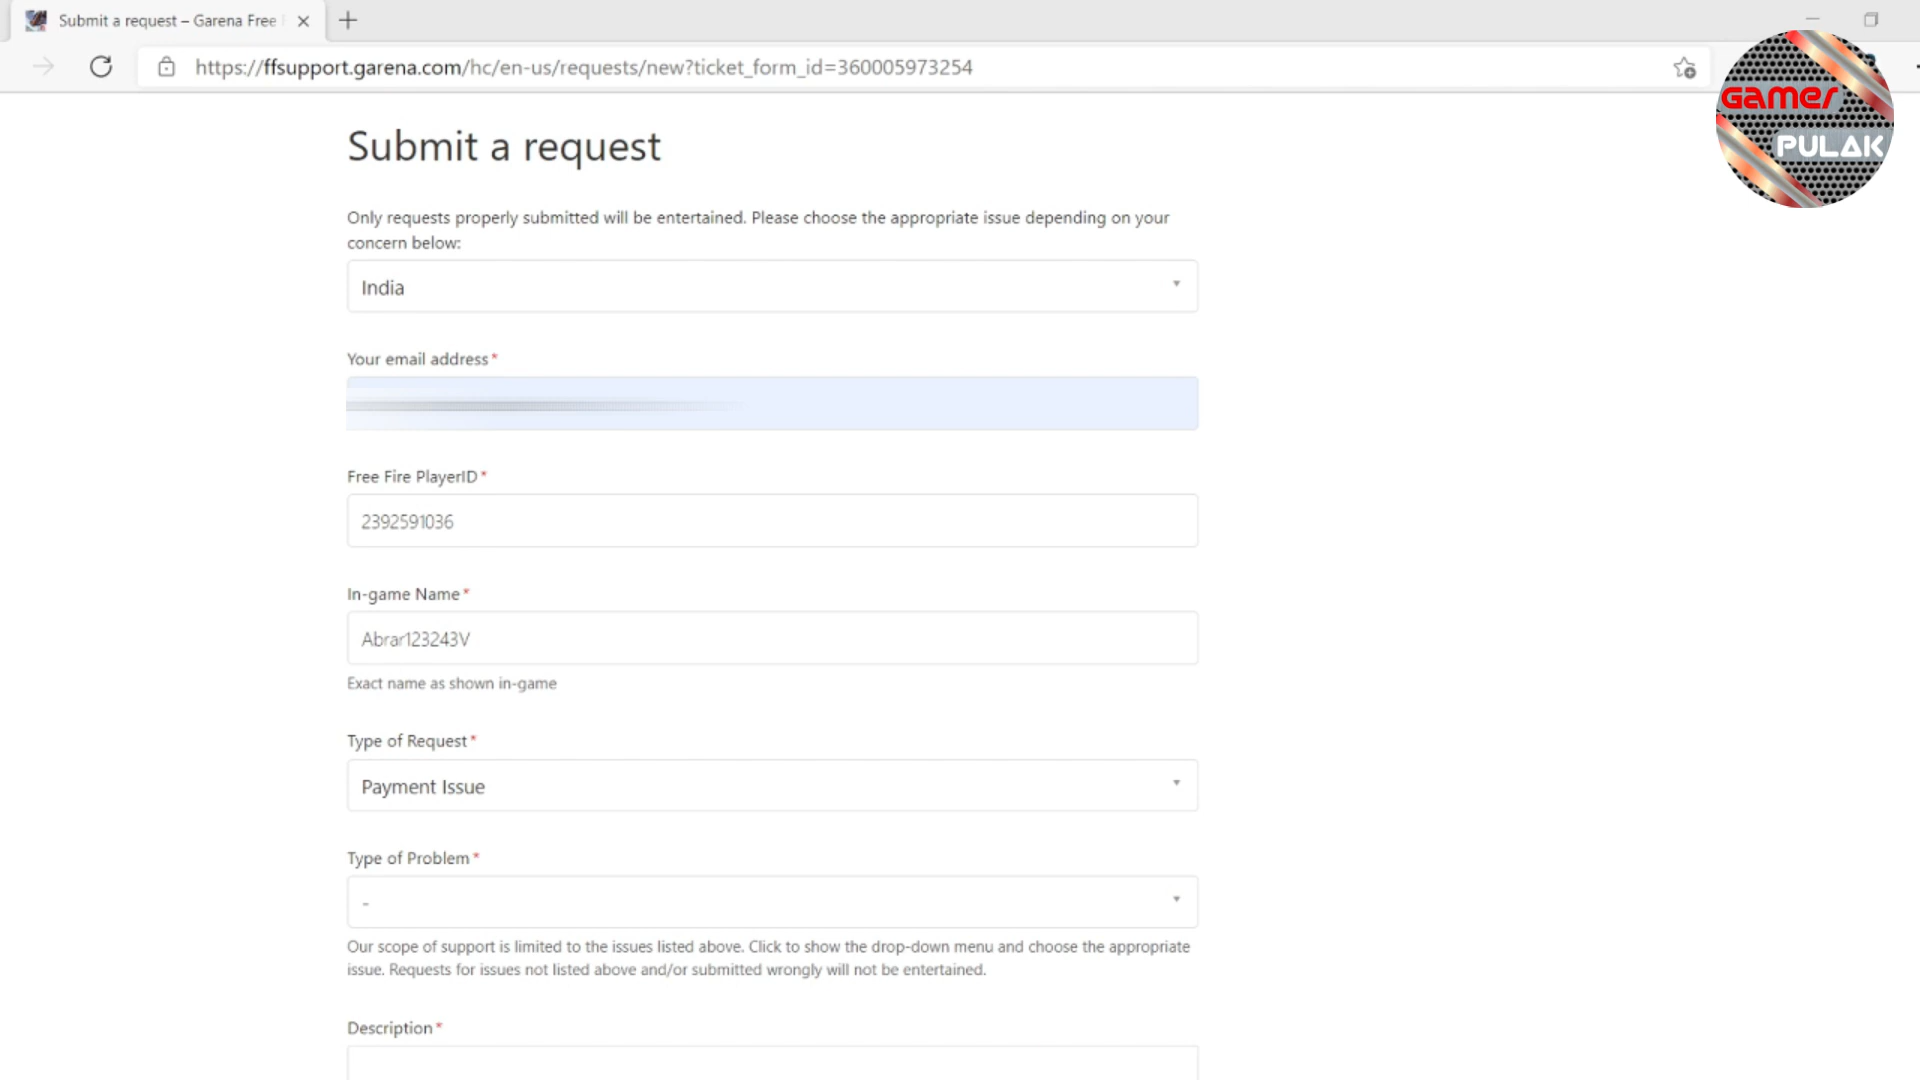 Submit a request – Garena Free
https://ffsupport.garena.com/hc/en-us/requests/new?ticket_form_id=360005973254
GAMER
PULAK
Submit a request
Only requests properly submitted will be entertained. Please choose the appropriate issue depending on your
concern below:
India
Your email address*
Free Fire PlayerID*
2392591036
In-game Name*
Abrar123243V
Exact name as shown in-game
Type of Request*
Payment Issue
Type of Problem*
-
Our scope of support is limited to the issues listed above. Click to show the drop-down menu and choose the appropriate
issue. Requests for issues not listed above and/or submitted wrongly will not be entertained.
Description*